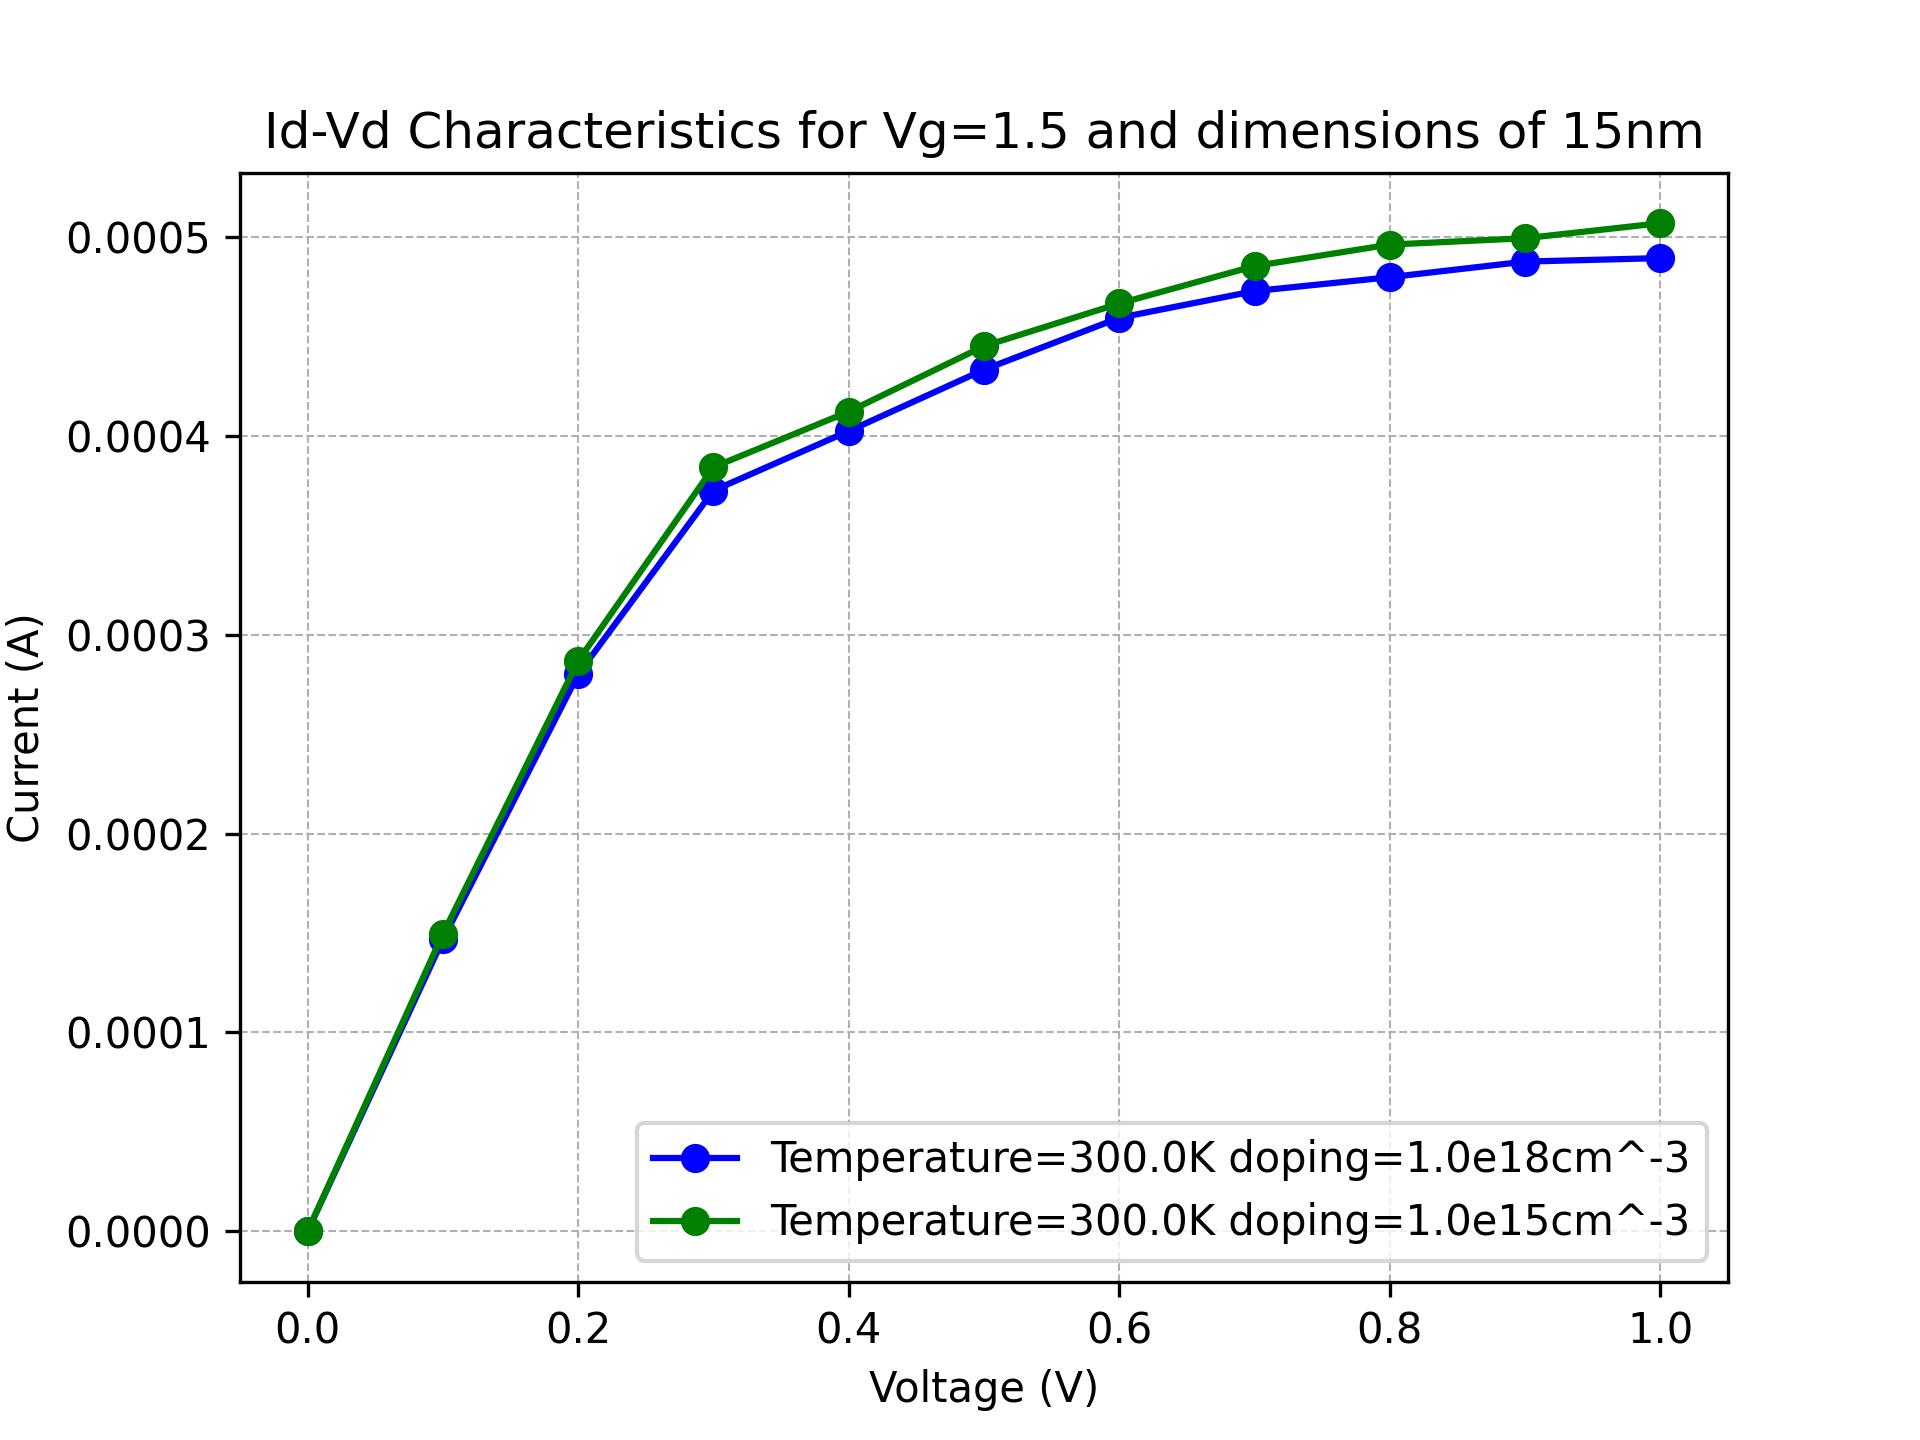 Id-Vd Characteristics for Vg=1.5 and dimensions of 15nm
Current (A)
0.0005
0.0004
0.0003
0.0002
0.0001
0.0000
Temperature=300.0K doping=1.0e18cm^-3
Temperature=300.0K doping=1.0e15cm^-3
0.0 0.2 0.4 0.6 0.8 1.0
Voltage (V)